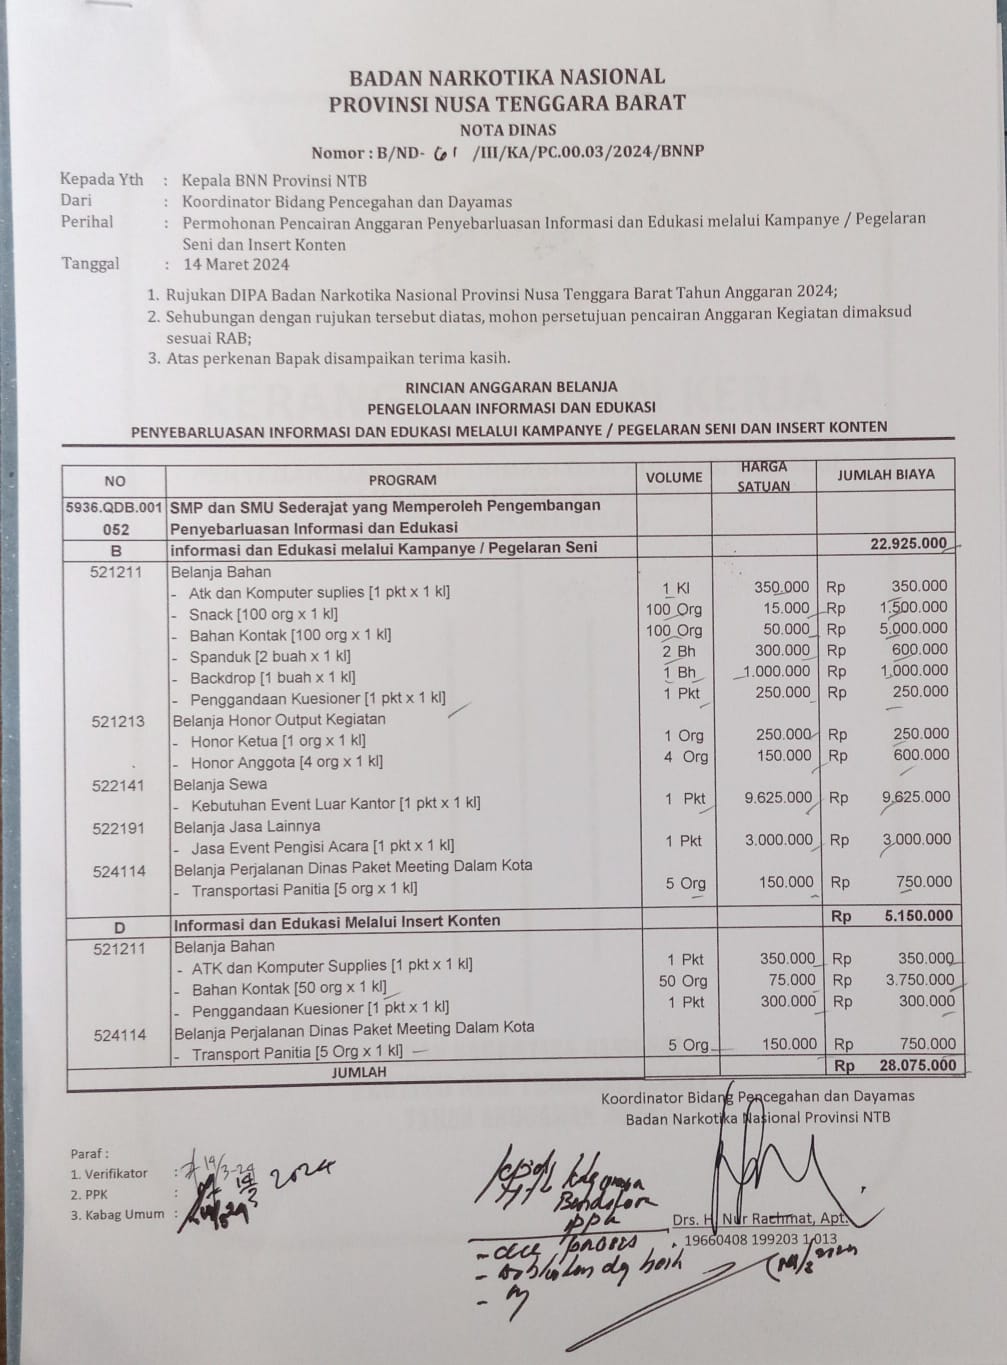 BADAN NARKOTIKA NASIONAL
PROVINSI NUSA TENGGARA BARAT
NOTA DINAS
Nomor : B/ND- 61 /III/KA/PC.00.03/2024/BNNP
Kepada Yth : Kepala BNN Provinsi NTB
Dari : Koordinator Bidang Pencegahan dan Dayamas
Perihal : Permohonan Pencairan Anggaran Penyebarluasan Informasi dan Edukasi melalui Kampanye / Pegelaran
Seni dan Insert Konten
Tanggal : 14 Maret 2024
1. Rujukan DIPA Badan Narkotika Nasional Provinsi Nusa Tenggara Barat Tahun Anggaran 2024;
2. Sehubungan dengan rujukan tersebut diatas, mohon persetujuan pencairan Anggaran Kegiatan dimaksud
sesuai RAB;
3. Atas perkenan Bapak disampaikan terima kasih.
RINCIAN ANGGARAN BELANJA
PENGELOLAAN INFORMASI DAN EDUKASI
PENYEBARLUASAN INFORMASI DAN EDUKASI MELALUI KAMPANYE / PEGELARAN SENI DAN INSERT KONTEN
NO PROGRAM VOLUME HARGA SATUAN JUMLAH BIAYA
5936.QDB.001 SMP dan SMU Sederajat yang Memperoleh Pengembangan
052 Penyebarluasan Informasi dan Edukasi
B informasi dan Edukasi melalui Kampanye / Pegelaran Seni 22.925.000
521211 Belanja Bahan
- Atk dan Komputer suplies [1 pkt x 1 kl] 1 Kl 350.000 Rp 350.000
- Snack [100 org x 1 kl] 100 Org 15.000 Rp 1.500.000
- Bahan Kontak [100 org x 1 kl] 100 Org 50.000 Rp 5.000.000
- Spanduk [2 buah x 1 kl] 2 Bh 300.000 Rp 600.000
- Backdrop [1 buah x 1 kl] 1 Bh 1.000.000 Rp 1.000.000
- Penggandaan Kuesioner [1 pkt x 1 kl] 1 Pkt 250.000 Rp 250.000
521213 Belanja Honor Output Kegiatan
- Honor Ketua [1 org x 1 kl] 1 Org 250.000 Rp 250.000
- Honor Anggota [4 org x 1 kl] 4 Org 150.000 Rp 600.000
522141 Belanja Sewa
- Kebutuhan Event Luar Kantor [1 pkt x 1 kl] 1 Pkt 9.625.000 Rp 9.625.000
522191 Belanja Jasa Lainnya
- Jasa Event Pengisi Acara [1 pkt x 1 kl] 1 Pkt 3.000.000 Rp 3.000.000
524114 Belanja Perjalanan Dinas Paket Meeting Dalam Kota
- Transportasi Panitia [5 org x 1 kl] 5 Org 150.000 Rp 750.000
D Informasi dan Edukasi Melalui Insert Konten Rp 5.150.000
521211 Belanja Bahan
- ATK dan Komputer Supplies [1 pkt x 1 kl] 1 Pkt 350.000 Rp 350.000
- Bahan Kontak [50 org x 1 kl] 50 Org 75.000 Rp 3.750.000
- Penggandaan Kuesioner [1 pkt x 1 kl] 1 Pkt 300.000 Rp 300.000
524114 Belanja Perjalanan Dinas Paket Meeting Dalam Kota
- Transport Panitia [5 Org x 1 kl] 5 Org 150.000 Rp 750.000
JUMLAH Rp 28.075.000
Koordinator Bidang Pencegahan dan Dayamas
Badan Narkotika Nasional Provinsi NTB
Paraf :
1. Verifikator : 19/3-24
2. PPK : 2024
3. Kabag Umum :
PPK
Drs. H. Nur Rachmat, Apt.
19660408 199203 1 013